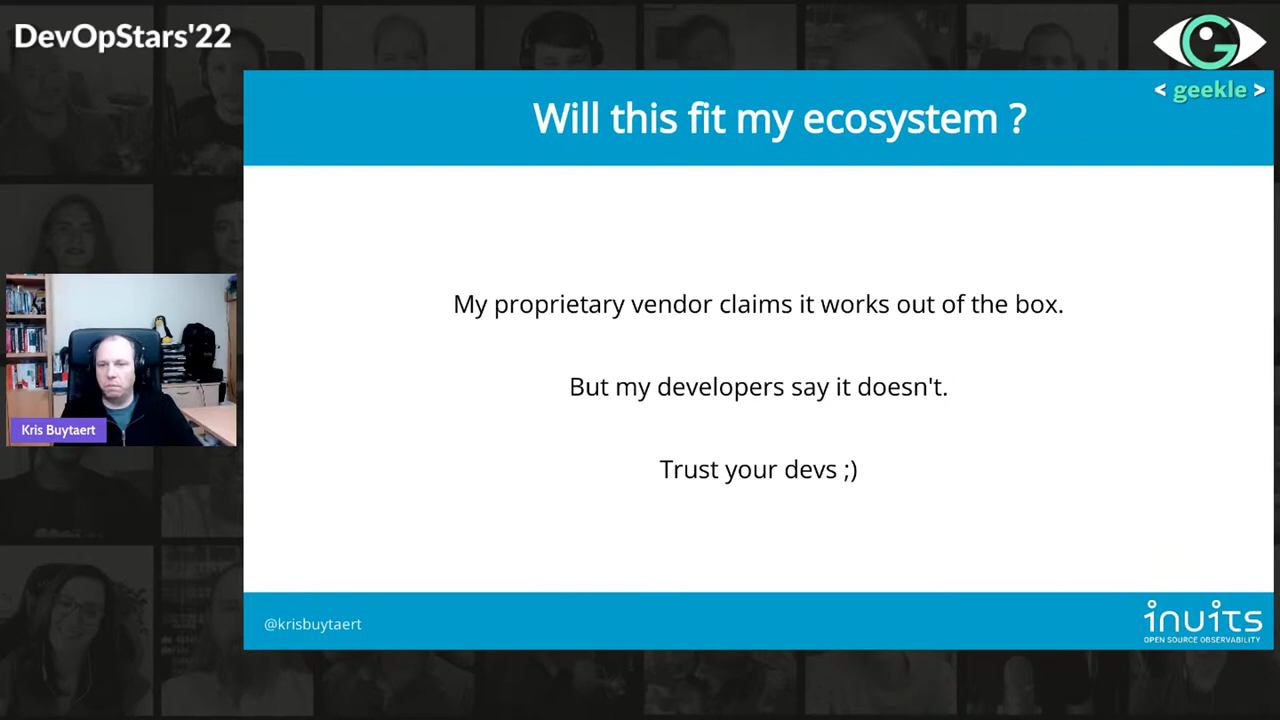 DevOpStars'22
< geekle >
Will this fit my ecosystem ?
My proprietary vendor claims it works out of the box.
But my developers say it doesn't.
Trust your devs ;)
Kris Buytaert
@krisbuytaert
inuits
OPEN SOURCE OBSERVABILITY